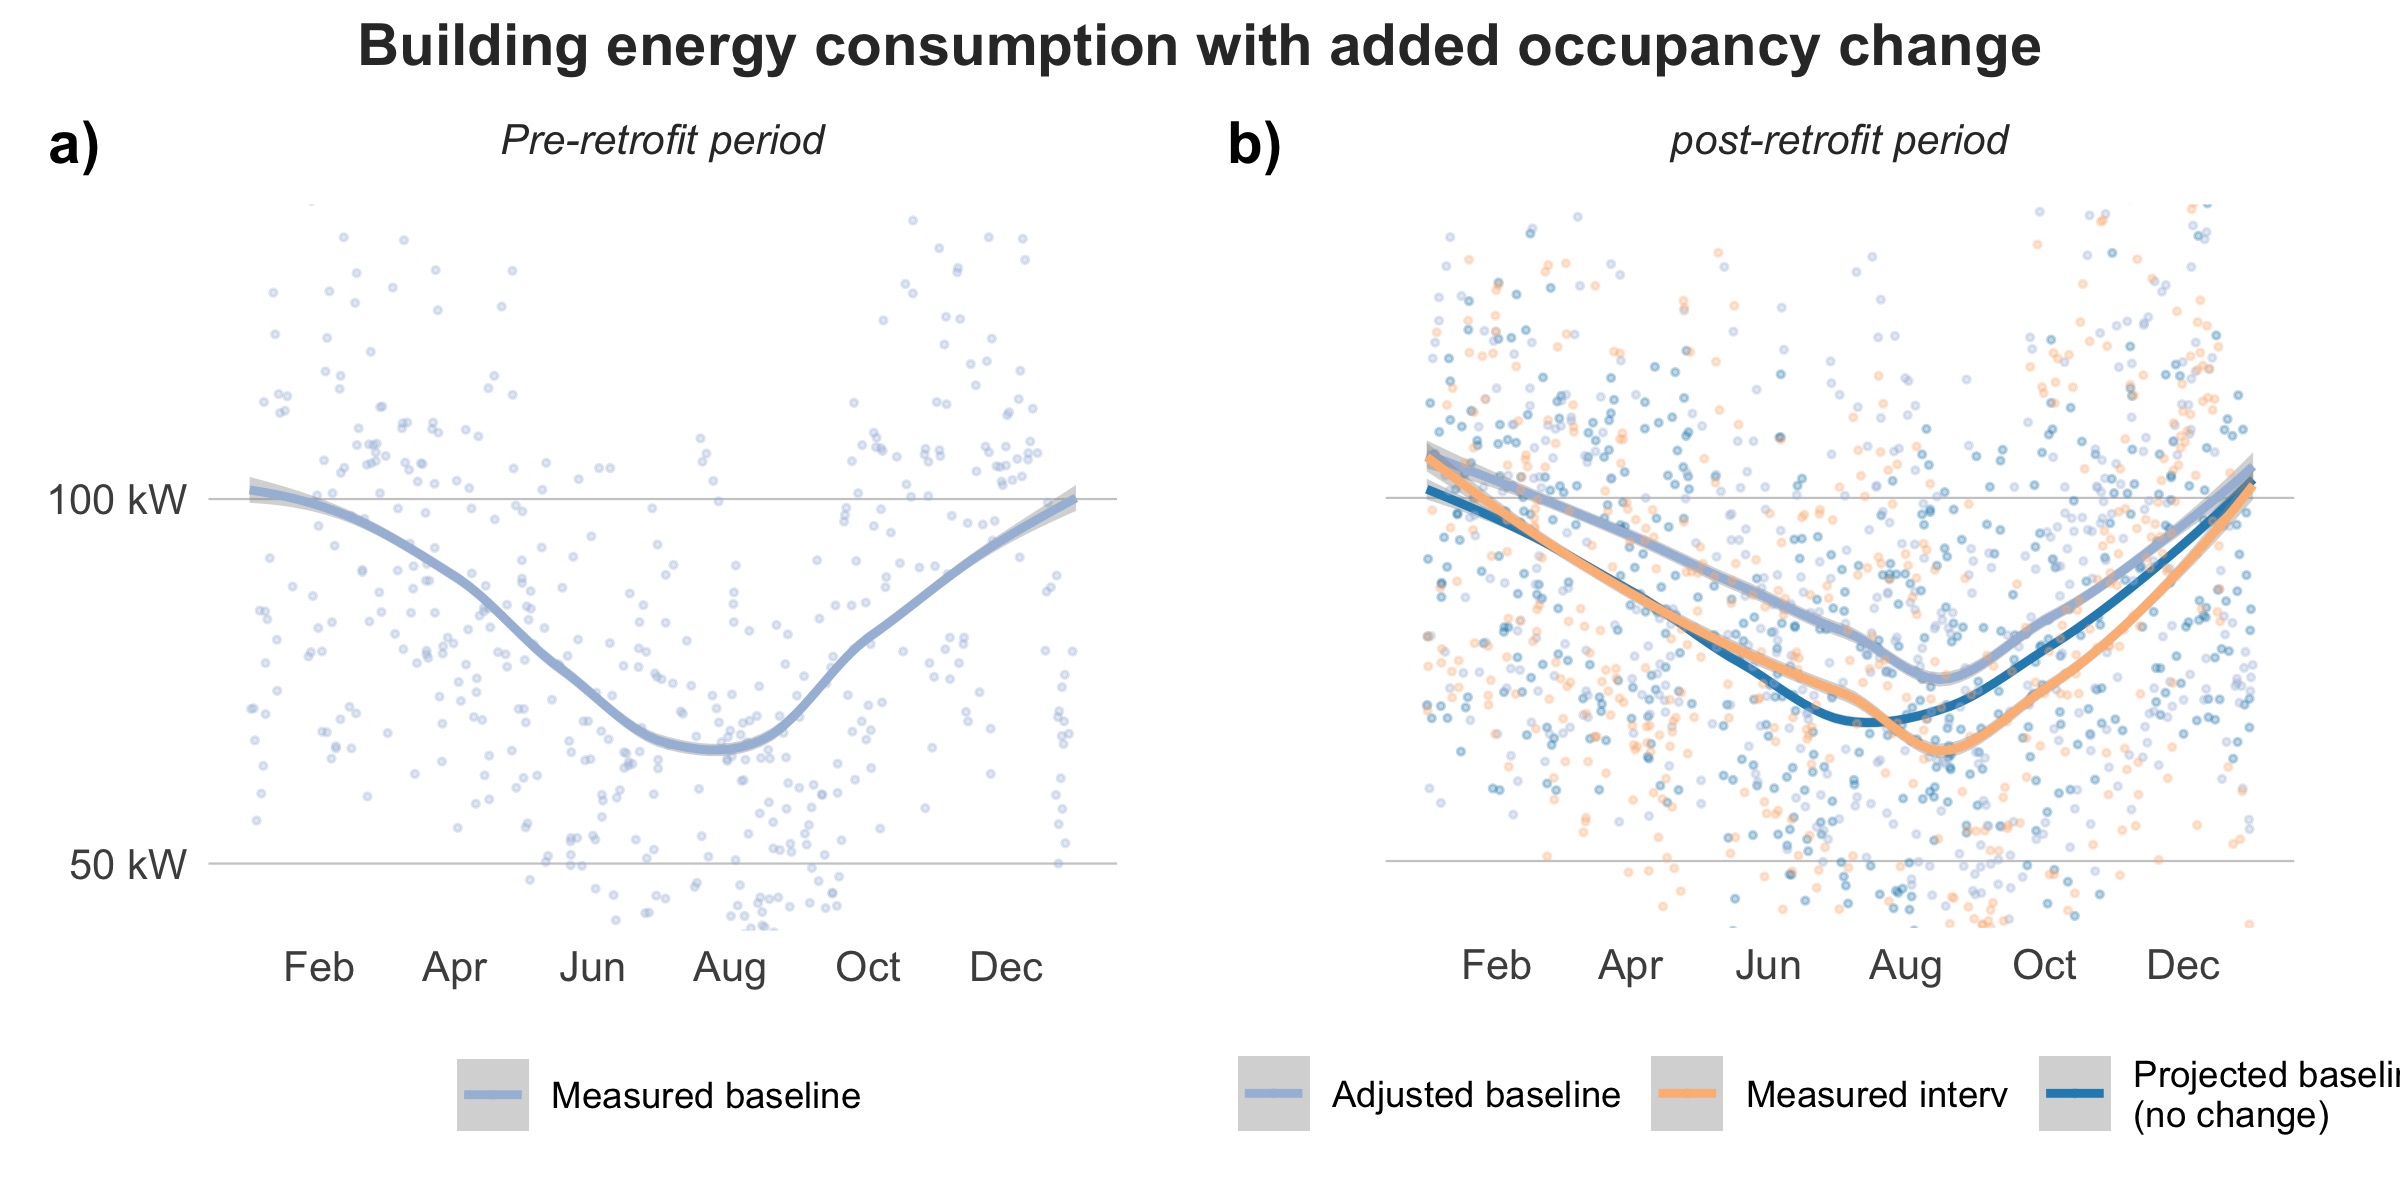 Building energy consumption with added occupancy change
a)
Pre-retrofit period
100 kW
50 kW
Feb Apr Jun Aug Oct Dec
Measured baseline
b)
post-retrofit period
Feb Apr Jun Aug Oct Dec
Adjusted baseline
Measured interv
Projected baselin
(no change)